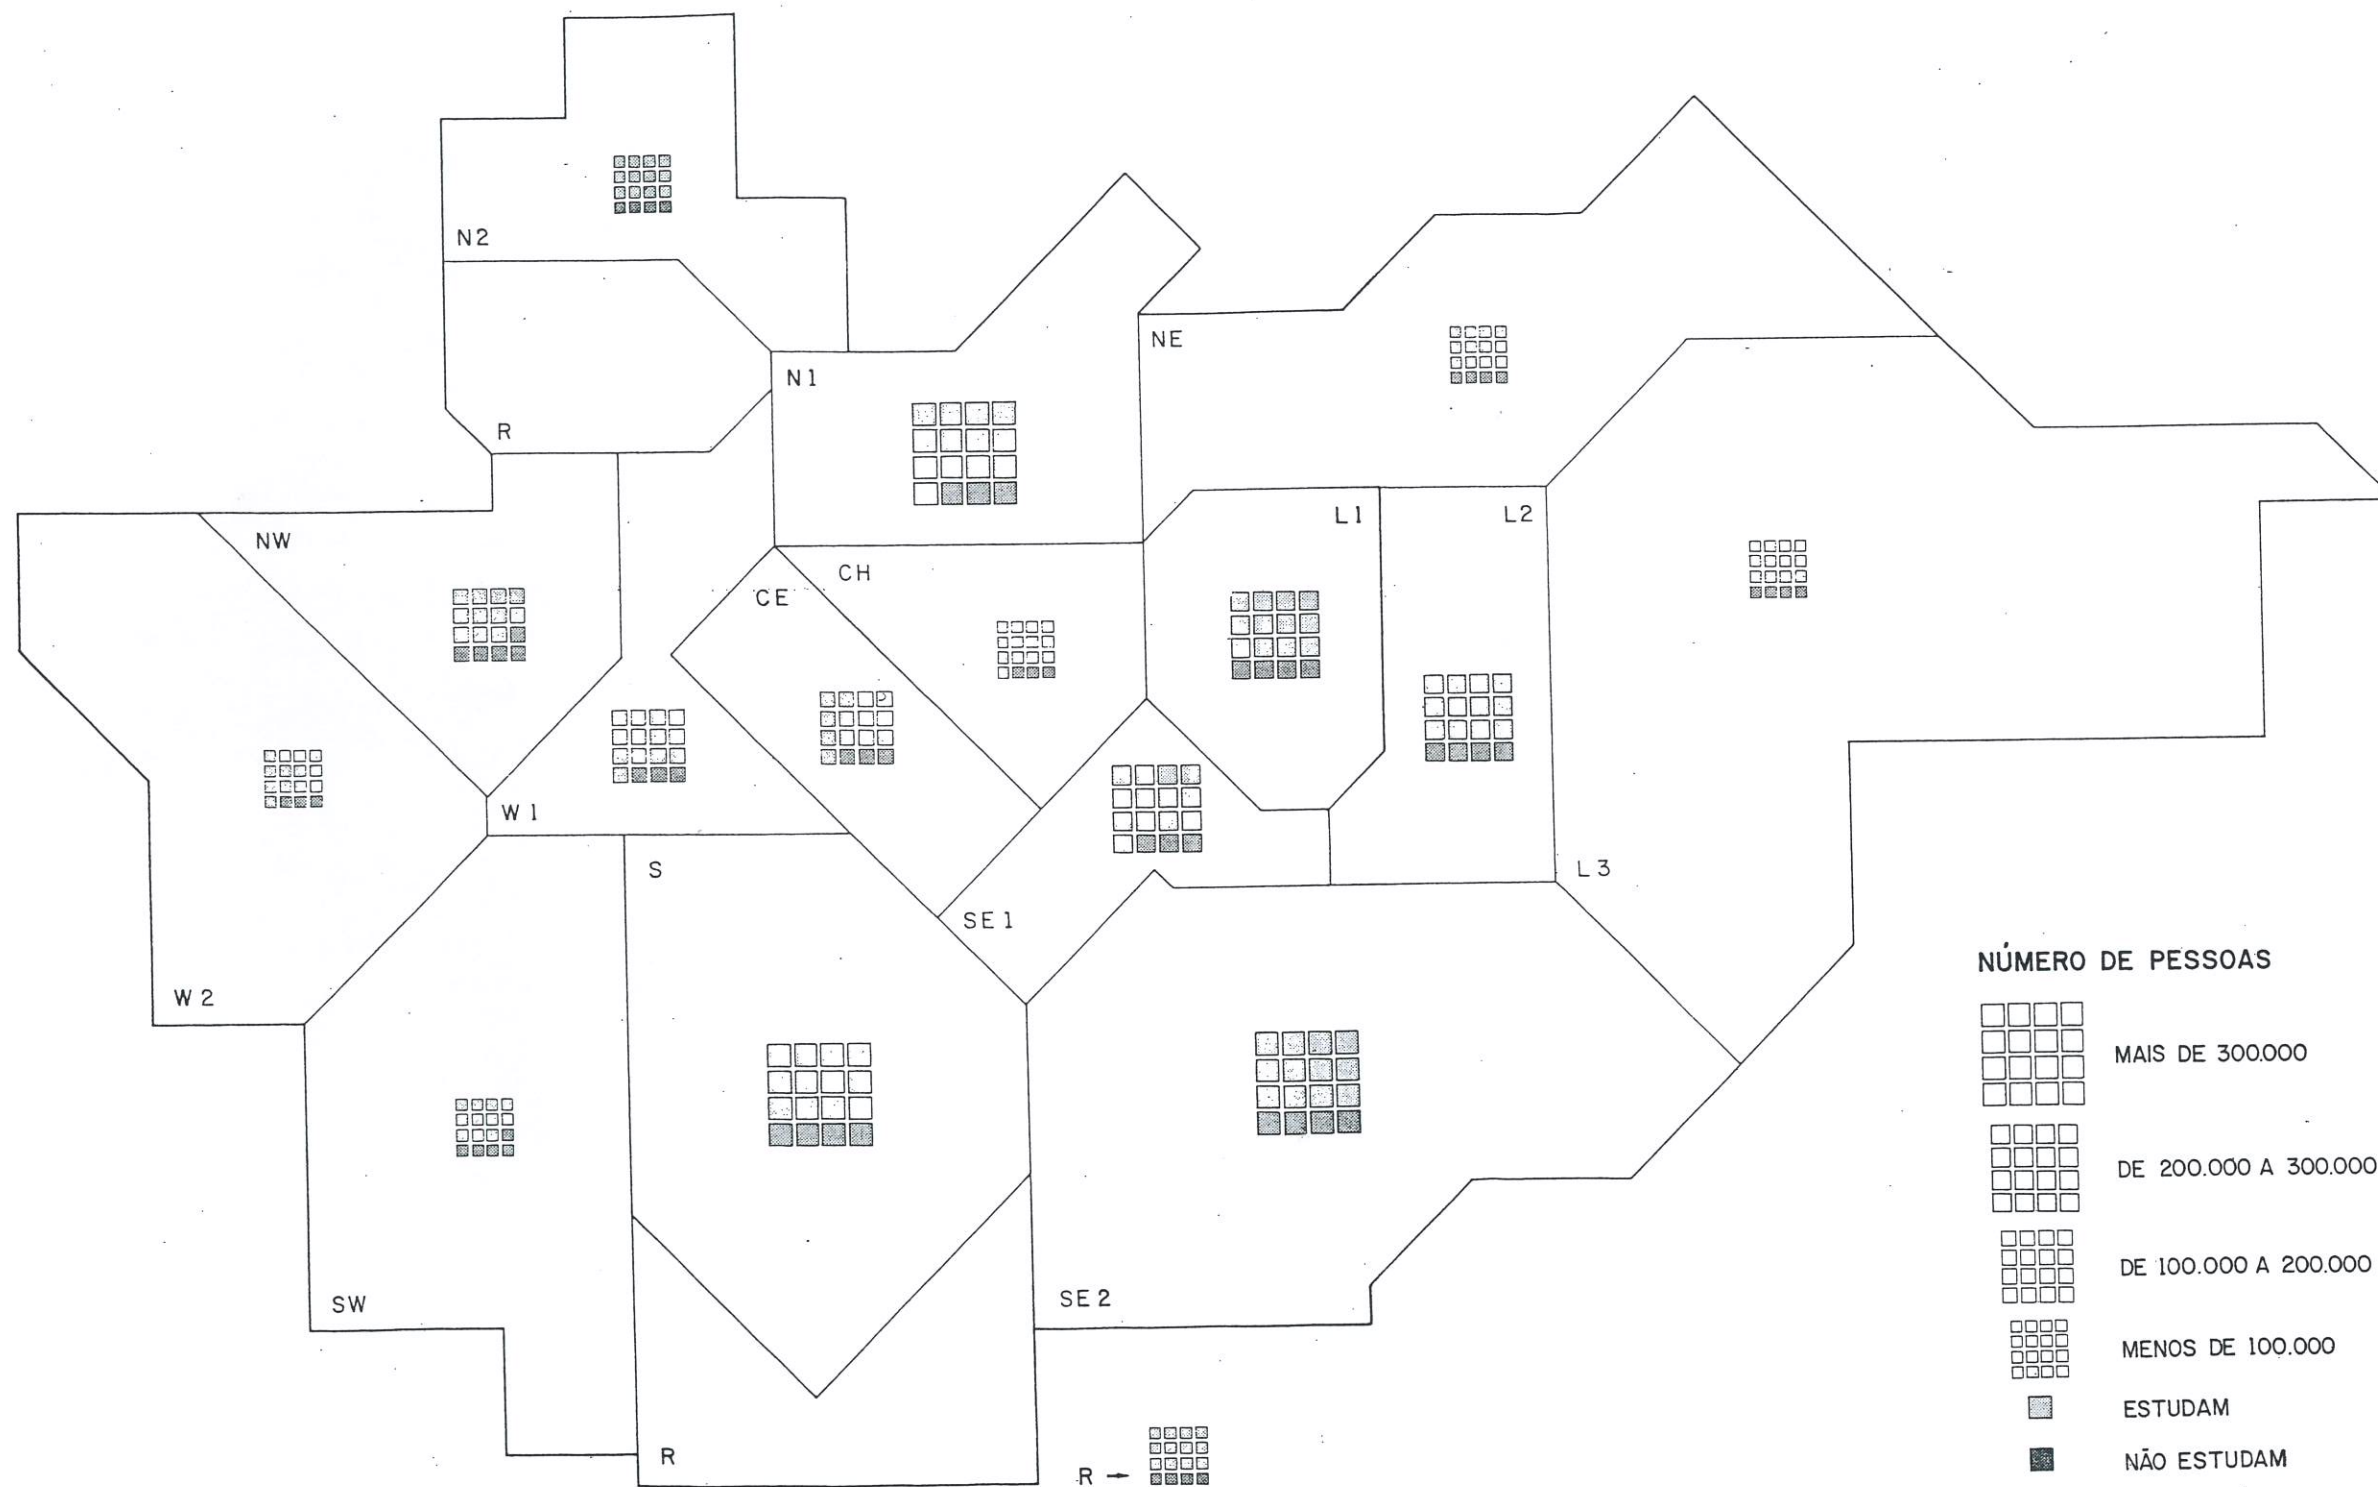 N2
NE
N1
R
L1
L2
NW
CH
CE
W1
S
L3
SE1
NÚMERO DE PESSOAS
W2
MAIS DE 300.000
DE 200.000 A 300.000
DE 100.000 A 200.000
SE2
SW
MENOS DE 100.000
ESTUDAM
R
R →
NÃO ESTUDAM